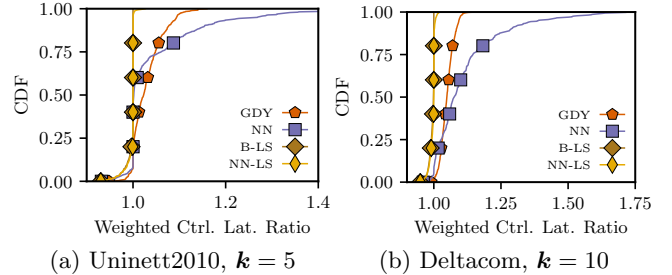 1.00
0.75
0.50
0.25
0.00
CDF
GDY
NN
B-LS
NN-LS
1.0 1.2 1.4
Weighted Ctrl. Lat. Ratio
(a) Uninett2010, k = 5
1.00
0.75
0.50
0.25
0.00
CDF
GDY
NN
B-LS
NN-LS
1.00 1.25 1.50 1.75
Weighted Ctrl. Lat. Ratio
(b) Deltacom, k = 10